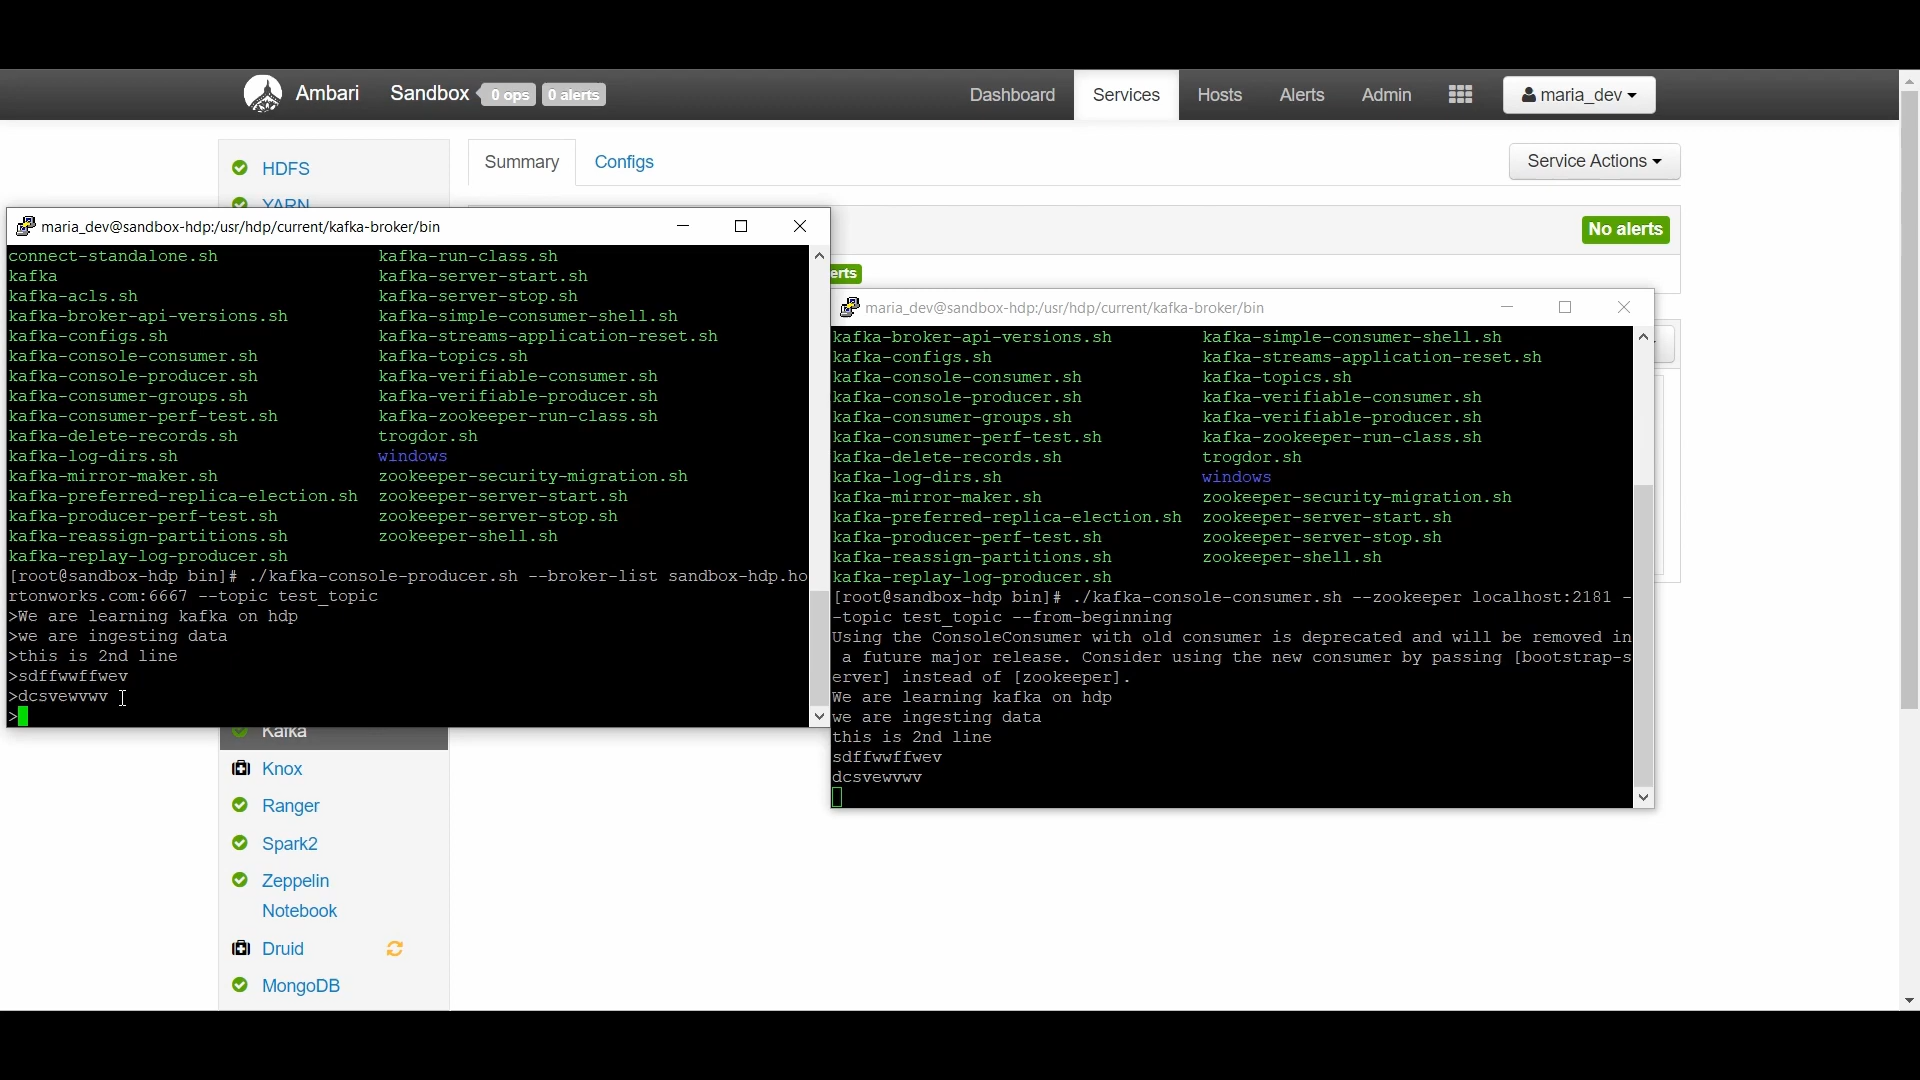 Ambari Sandbox 0 ops 0 alerts Dashboard Services Hosts Alerts Admin maria_dev
HDFS
YARN
Summary Configs Service Actions
No alerts
erts
maria_dev@sandbox-hdp:/usr/hdp/current/kafka-broker/bin
connect-standalone.sh kafka-run-class.sh
kafka kafka-server-start.sh
kafka-acls.sh kafka-server-stop.sh
kafka-broker-api-versions.sh kafka-simple-consumer-shell.sh
kafka-configs.sh kafka-streams-application-reset.sh
kafka-console-consumer.sh kafka-topics.sh
kafka-console-producer.sh kafka-verifiable-consumer.sh
kafka-consumer-groups.sh kafka-verifiable-producer.sh
kafka-consumer-perf-test.sh kafka-zookeeper-run-class.sh
kafka-delete-records.sh trogdor.sh
kafka-log-dirs.sh windows
kafka-mirror-maker.sh zookeeper-security-migration.sh
kafka-preferred-replica-election.sh zookeeper-server-start.sh
kafka-producer-perf-test.sh zookeeper-server-stop.sh
kafka-reassign-partitions.sh zookeeper-shell.sh
kafka-replay-log-producer.sh
[root@sandbox-hdp bin]# ./kafka-console-producer.sh --broker-list sandbox-hdp.ho
rtonworks.com:6667 --topic test_topic
>We are learning kafka on hdp
>we are ingesting data
>this is 2nd line
>sdffwwffwev
>dcsvewvwv
>
maria_dev@sandbox-hdp:/usr/hdp/current/kafka-broker/bin
kafka-broker-api-versions.sh kafka-simple-consumer-shell.sh
kafka-configs.sh kafka-streams-application-reset.sh
kafka-console-consumer.sh kafka-topics.sh
kafka-console-producer.sh kafka-verifiable-consumer.sh
kafka-consumer-groups.sh kafka-verifiable-producer.sh
kafka-consumer-perf-test.sh kafka-zookeeper-run-class.sh
kafka-delete-records.sh trogdor.sh
kafka-log-dirs.sh windows
kafka-mirror-maker.sh zookeeper-security-migration.sh
kafka-preferred-replica-election.sh zookeeper-server-start.sh
kafka-producer-perf-test.sh zookeeper-server-stop.sh
kafka-reassign-partitions.sh zookeeper-shell.sh
kafka-replay-log-producer.sh
[root@sandbox-hdp bin]# ./kafka-console-consumer.sh --zookeeper localhost:2181 -
-topic test_topic --from-beginning
Using the ConsoleConsumer with old consumer is deprecated and will be removed in
a future major release. Consider using the new consumer by passing [bootstrap-s
erver] instead of [zookeeper].
We are learning kafka on hdp
we are ingesting data
this is 2nd line
sdffwwffwev
dcsvewvwv
Kafka
Knox
Ranger
Spark2
Zeppelin
Notebook
Druid
MongoDB